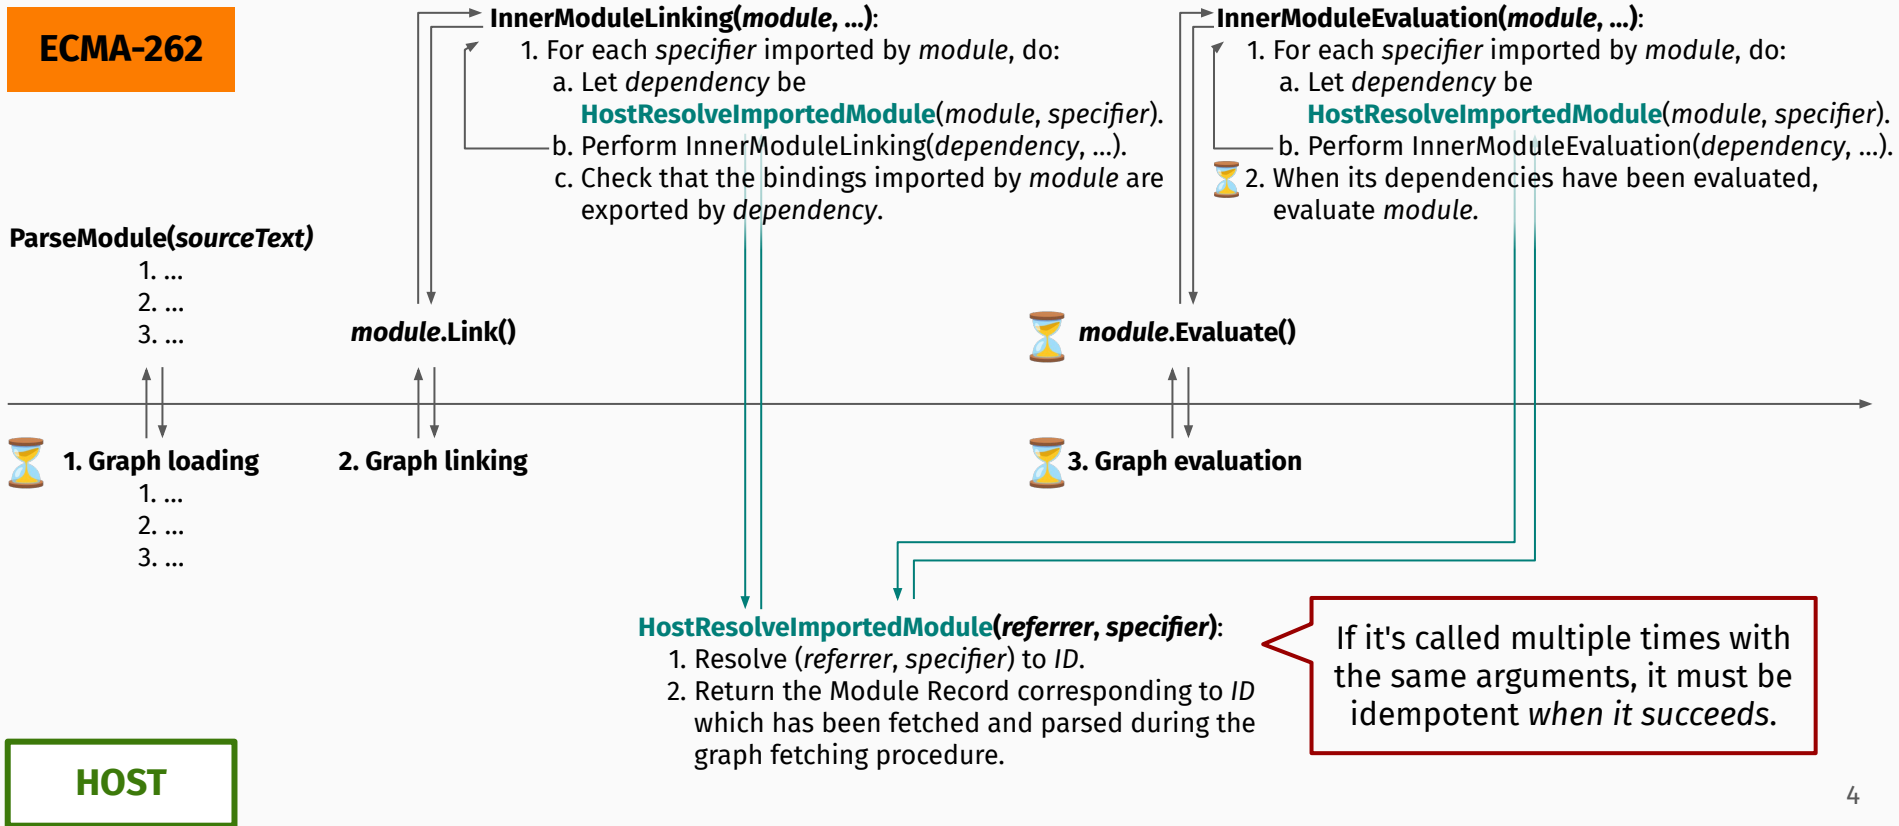 ECMA-262
InnerModuleLinking(module, ...):
1. For each specifier imported by module, do:
a. Let dependency be
HostResolveImportedModule(module, specifier).
b. Perform InnerModuleLinking(dependency, ...).
c. Check that the bindings imported by module are
exported by dependency.
InnerModuleEvaluation(module, ...):
1. For each specifier imported by module, do:
a. Let dependency be
HostResolveImportedModule(module, specifier).
b. Perform InnerModuleEvaluation(dependency, ...).
2. When its dependencies have been evaluated,
evaluate module.
ParseModule(sourceText)
1. ...
2. ...
3. ...
module.Link()
module.Evaluate()
1. Graph loading
1. ...
2. ...
3. ...
2. Graph linking
3. Graph evaluation
HostResolveImportedModule(referrer, specifier):
1. Resolve (referrer, specifier) to ID.
2. Return the Module Record corresponding to ID
which has been fetched and parsed during the
graph fetching procedure.
If it's called multiple times with
the same arguments, it must be
idempotent when it succeeds.
HOST
4